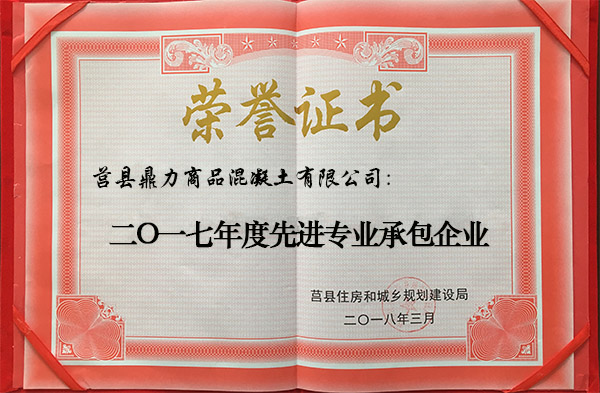 荣誉证书
莒县鼎力商品混凝土有限公司：
二〇一七年度先进专业承包企业
莒县住房和城乡规划建设局
二〇一八年三月